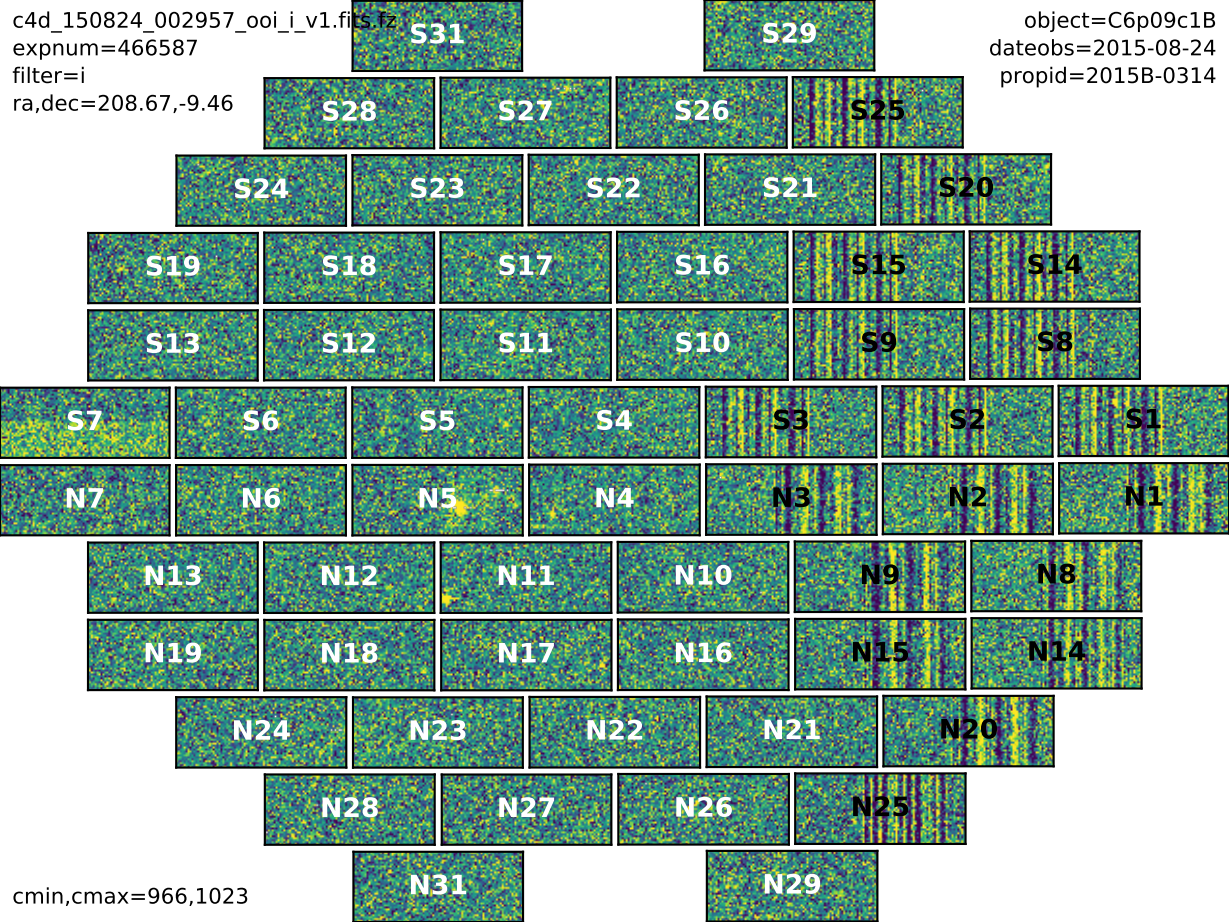 c4d_150824_002957_ooi_i_v1.fits.fz
expnum=466587
filter=i
ra,dec=208.67,-9.46
object=C6p09c1B
dateobs=2015-08-24
propid=2015B-0314
S31 S29
S28 S27 S26 S25
S24 S23 S22 S21 S20
S19 S18 S17 S16 S15 S14
S13 S12 S11 S10 S9 S8
S7 S6 S5 S4 S3 S2 S1
N7 N6 N5 N4 N3 N2 N1
N13 N12 N11 N10 N9 N8
N19 N18 N17 N16 N15 N14
N24 N23 N22 N21 N20
N28 N27 N26 N25
N31 N29
cmin,cmax=966,1023